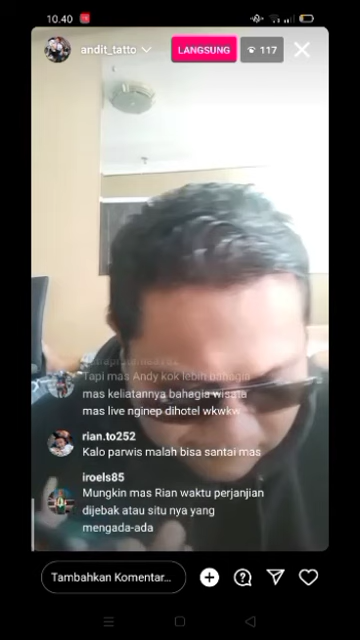 10.40
andit_tatto
LANGSUNG
117
Tapi mas Andy kok lebih bahagia
mas keliatannya bahagia wisata
mas live nginep dihotel wkwkw
rian.to252
Kalo parwis malah bisa santai mas
iroels85
Mungkin mas Rian waktu perjanjian
dijebak atau situ nya yang
mengada-ada
Tambahkan Komentar...